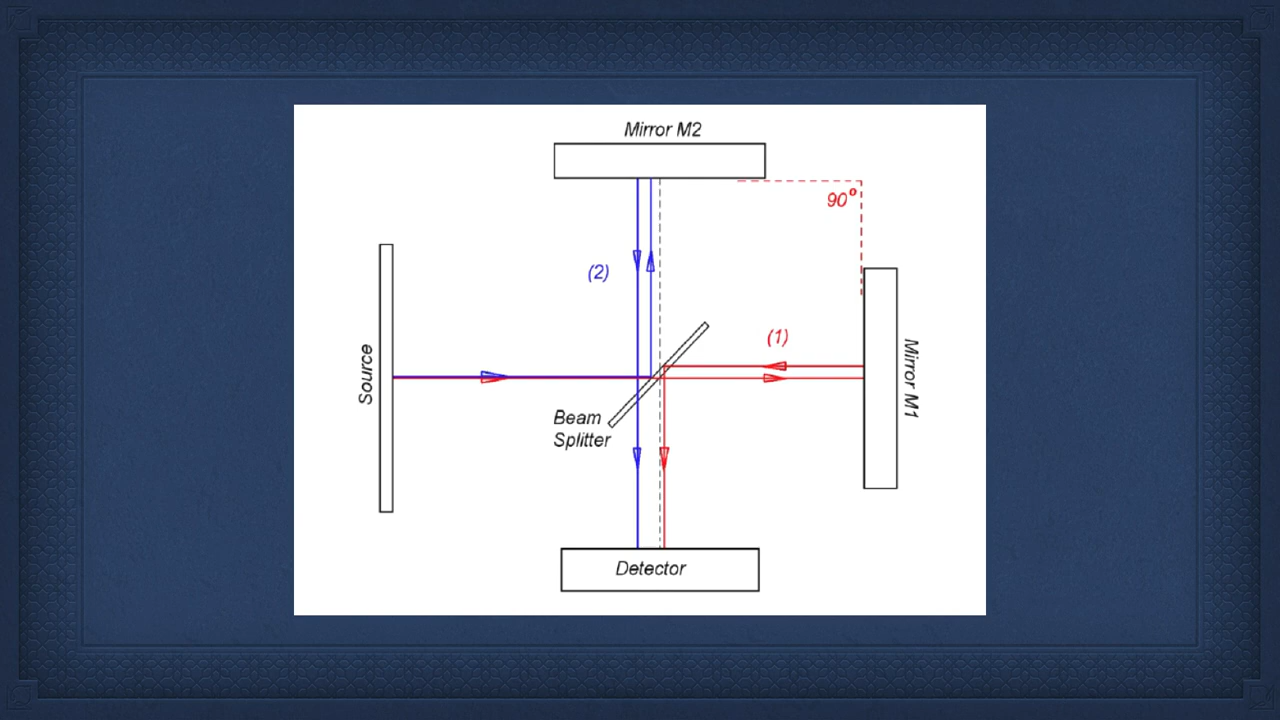 Mirror M2
90°
(2)
(1)
Source
Mirror M1
Beam
Splitter
Detector